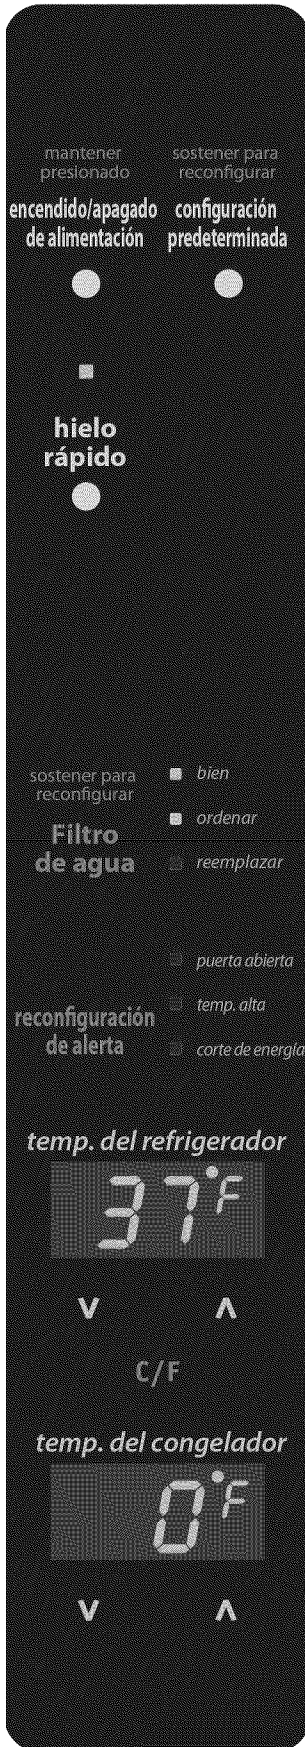 mantener
presionado
encendido/apagado
de alimentación
sostener para
reconfigurar
configuración
predeterminada
hielo
rápido
sostener para
reconfigurar
Filtro
de agua
bien
ordenar
reemplazar
puerta abierta
temp. alta
corte de energía
reconfiguración
de alerta
temp. del refrigerador
37°F
C/F
temp. del congelador
0°F